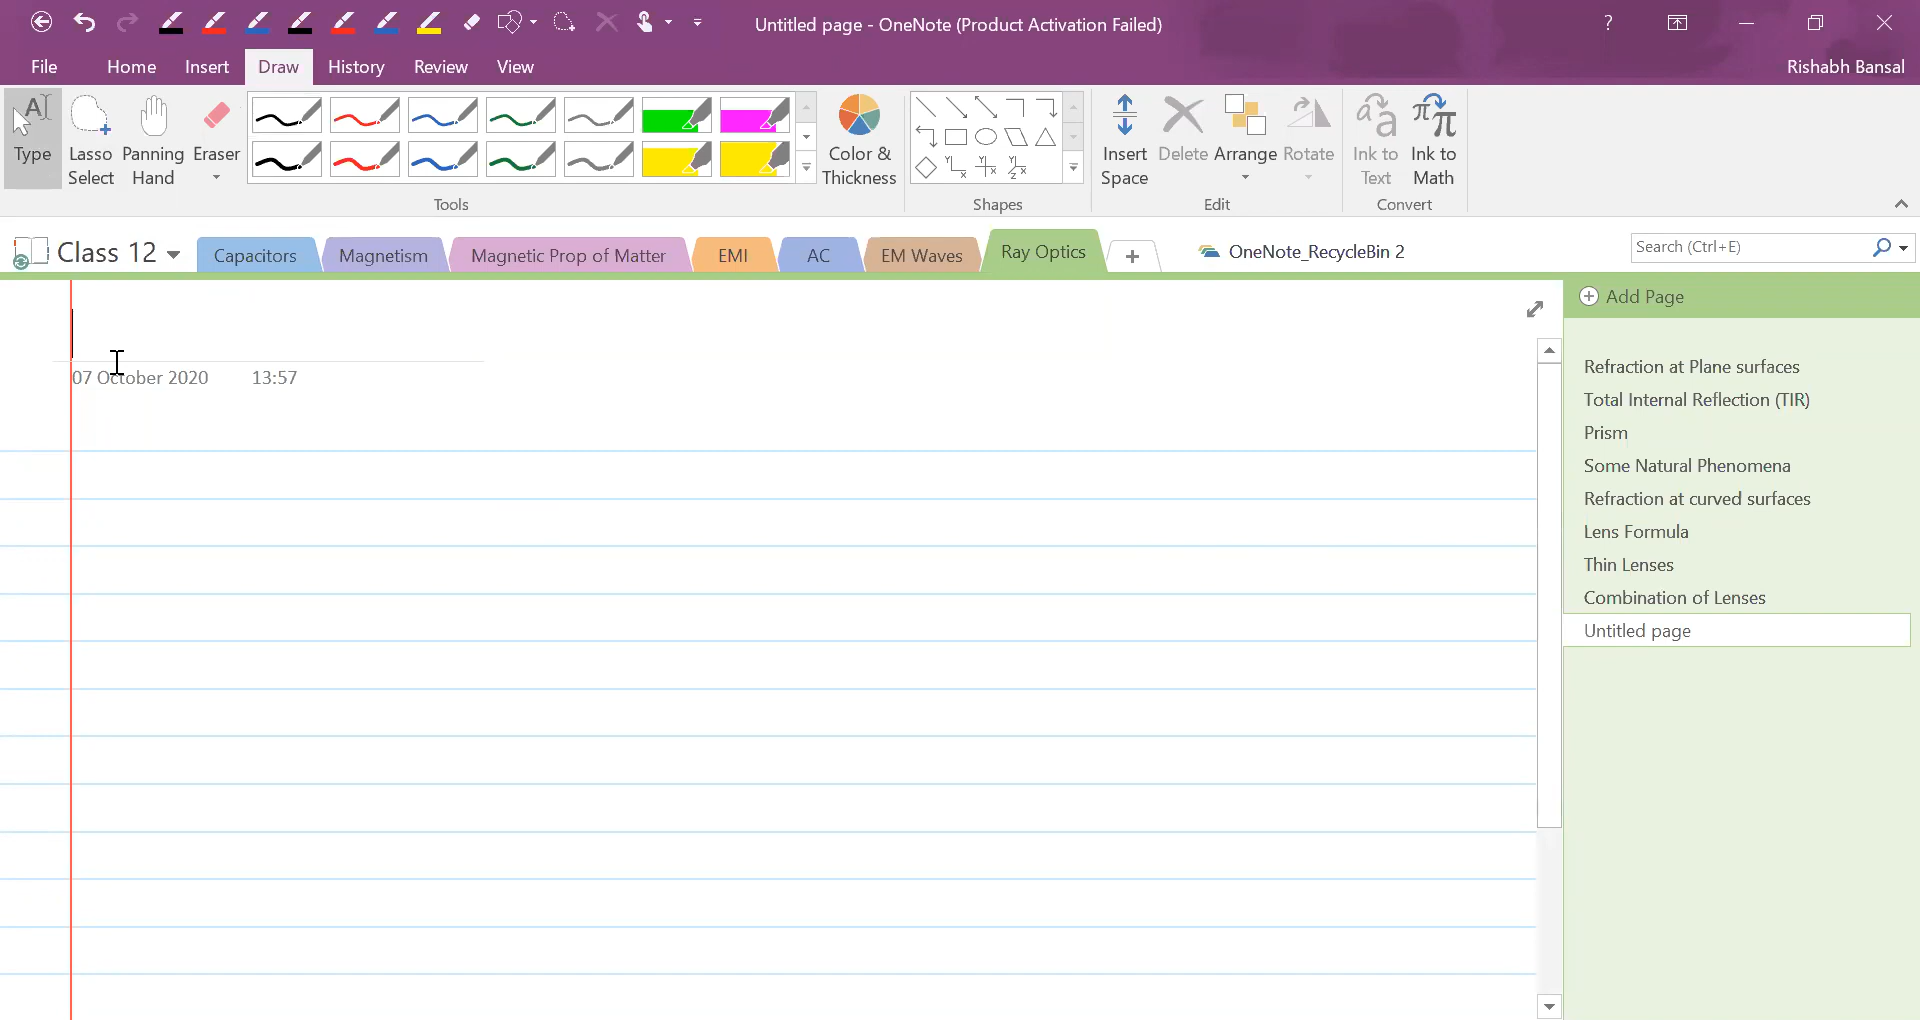 Untitled page - OneNote (Product Activation Failed)
?
File Home Insert Draw History Review View
Rishabh Bansal
Type
Lasso Select
Panning Hand
Eraser
Color & Thickness
Insert Space
Delete
Arrange
Rotate
Ink to Text
Ink to Math
Tools
Shapes
Edit
Convert
Class 12
Capacitors
Magnetism
Magnetic Prop of Matter
EMI
AC
EM Waves
Ray Optics
OneNote_RecycleBin 2
Search (Ctrl+E)
Add Page
07 October 2020 13:57
Refraction at Plane surfaces
Total Internal Reflection (TIR)
Prism
Some Natural Phenomena
Refraction at curved surfaces
Lens Formula
Thin Lenses
Combination of Lenses
Untitled page